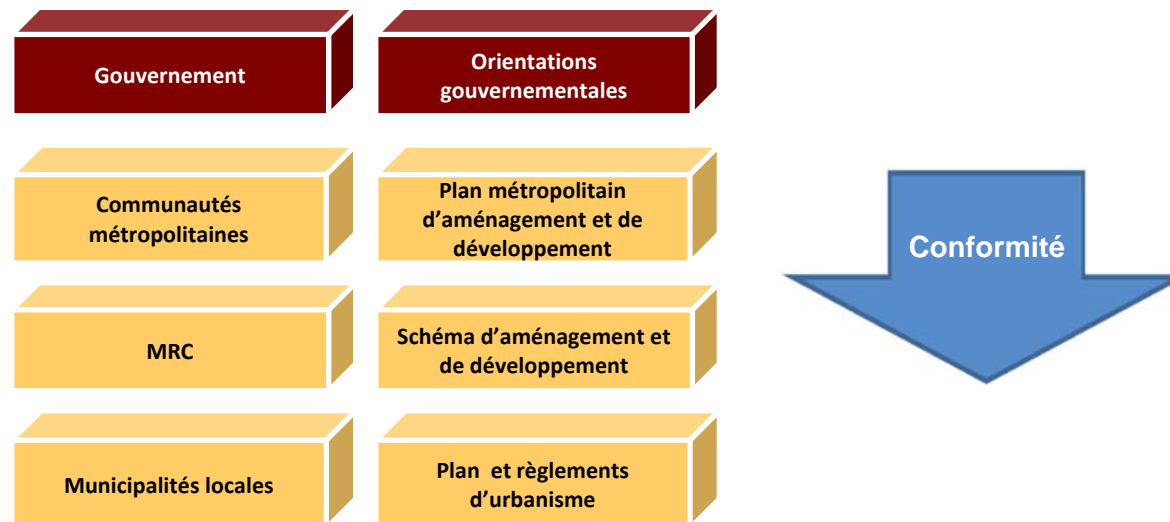 Gouvernement
Orientations
gouvernementales
Communautés
métropolitaines
Plan métropolitain
d’aménagement et de
développement
Conformité
MRC
Schéma d’aménagement et
de développement
Municipalités locales
Plan et règlements
d’urbanisme